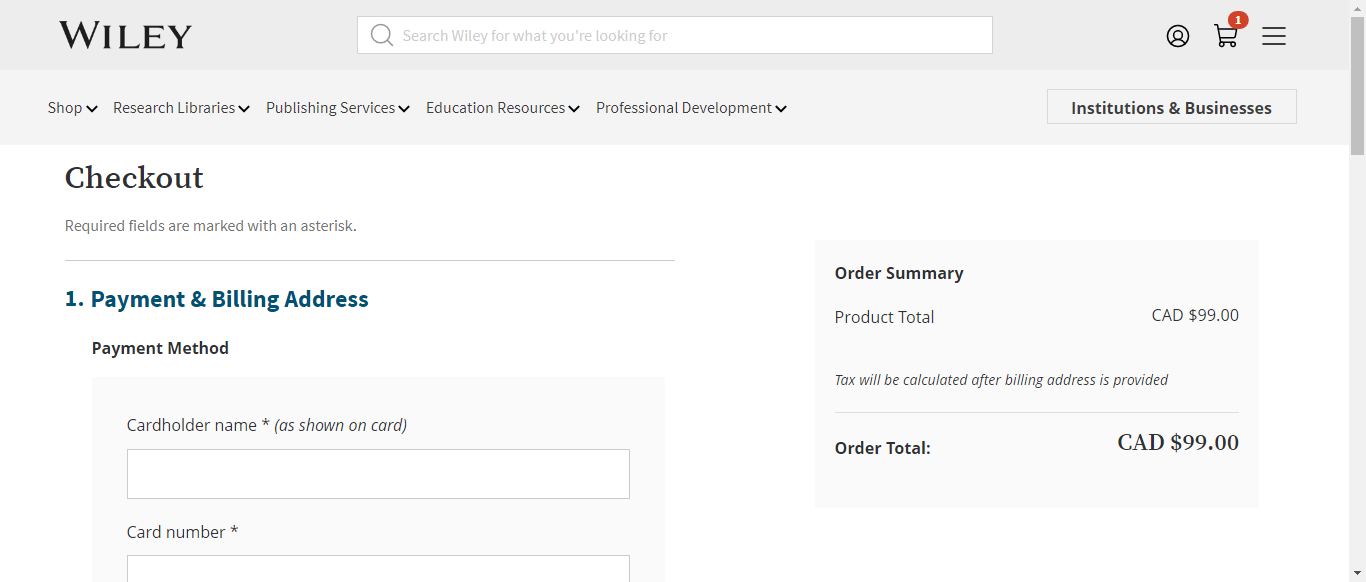 WILEY
Search Wiley for what you're looking for
1
Shop
Research Libraries
Publishing Services
Education Resources
Professional Development
Institutions & Businesses
Checkout
Required fields are marked with an asterisk.
1. Payment & Billing Address
Payment Method
Cardholder name * (as shown on card)
Card number *
Order Summary
Product Total CAD $99.00
Tax will be calculated after billing address is provided
Order Total: CAD $99.00